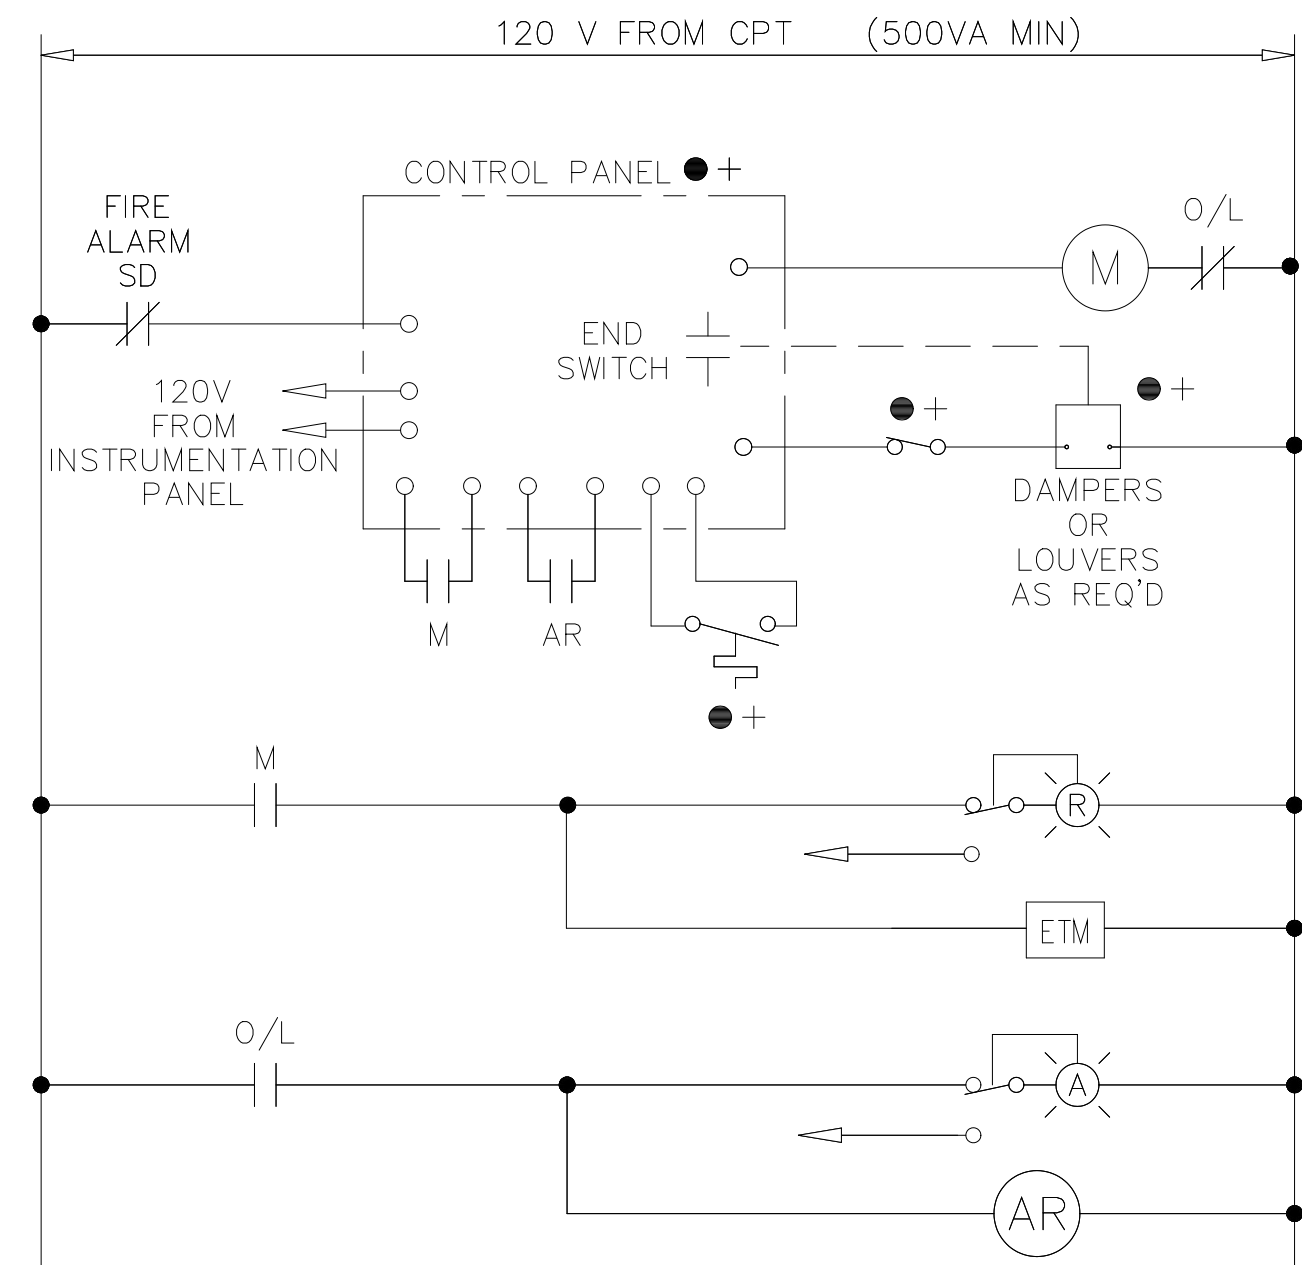 120 V FROM CPT (500VA MIN)
CONTROL PANEL +
FIRE
ALARM
SD
O/L
M
END
SWITCH
120V
FROM
INSTRUMENTATION
PANEL
+
+
DAMPERS
OR
LOUVERS
AS REQ'D
M
AR
+
M
R
ETM
O/L
A
AR